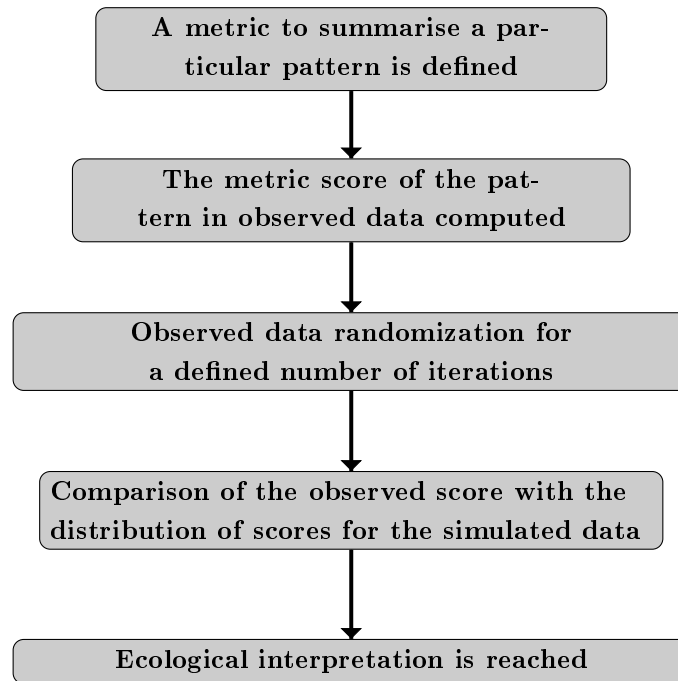 A metric to summarise a par-
ticular pattern is defined
The metric score of the pat-
tern in observed data computed
Observed data randomization for
a defined number of iterations
Comparison of the observed score with the
distribution of scores for the simulated data
Ecological interpretation is reached